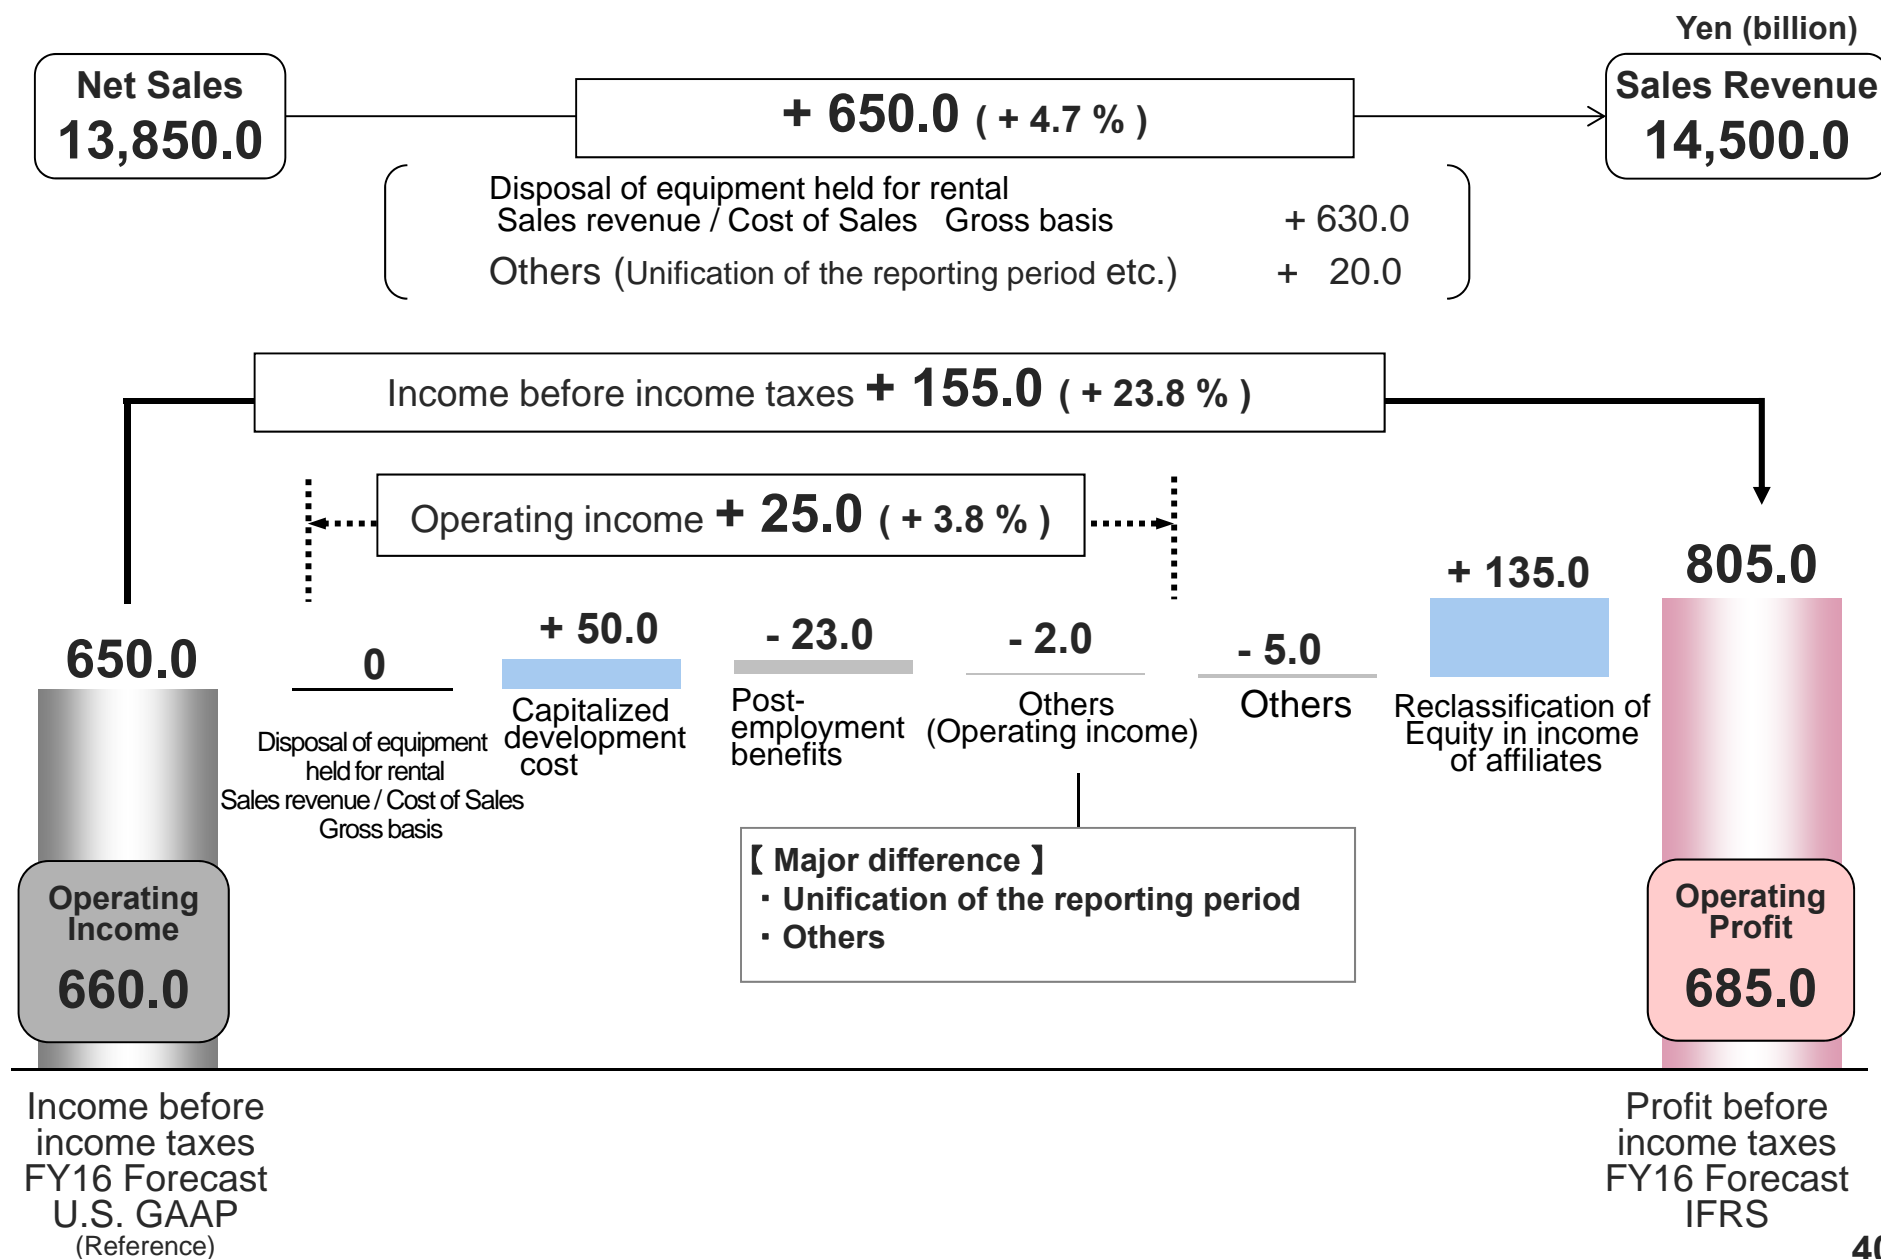 Yen (billion)
Net Sales
13,850.0
+ 650.0 ( + 4.7 % )
Sales Revenue
14,500.0
Disposal of equipment held for rental
Sales revenue / Cost of Sales Gross basis + 630.0
Others (Unification of the reporting period etc.) + 20.0
Income before income taxes + 155.0 ( + 23.8 % )
Operating income + 25.0 ( + 3.8 % )
650.0
0
Disposal of equipment
held for rental
Sales revenue / Cost of Sales
Gross basis
+ 50.0
Capitalized
development
cost
- 23.0
Post-
employment
benefits
- 2.0
Others
(Operating income)
- 5.0
Others
+ 135.0
Reclassification of
Equity in income
of affiliates
805.0
【 Major difference 】
・ Unification of the reporting period
・ Others
Operating
Income
660.0
Operating
Profit
685.0
Income before
income taxes
FY16 Forecast
U.S. GAAP
(Reference)
Profit before
income taxes
FY16 Forecast
IFRS